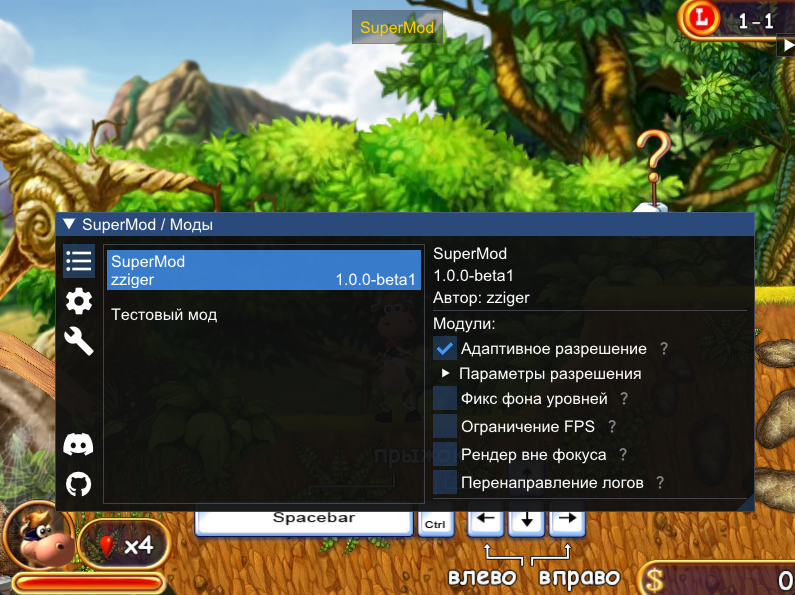 SuperMod
L 1-1
SuperMod / Моды
SuperMod
zziger 1.0.0-beta1
Тестовый мод
SuperMod
1.0.0-beta1
Автор: zziger
Модули:
Адаптивное разрешение ?
Параметры разрешения
Фикс фона уровней ?
Ограничение FPS ?
Рендер вне фокуса ?
Перенаправление логов ?
Spacebar Ctrl
x4
влево вправо
$ 0